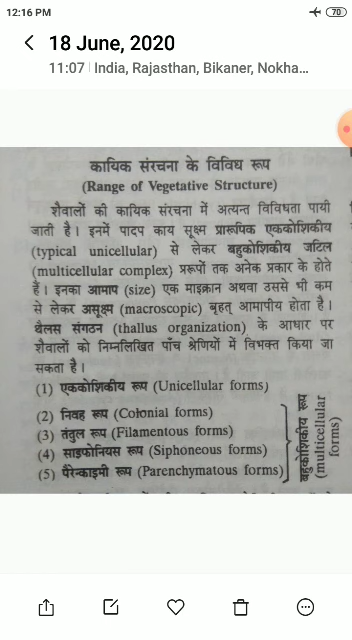 12:16 PM
70
18 June, 2020
11:07 India, Rajasthan, Bikaner, Nokha...
कायिक संरचना के विविध रूप
(Range of Vegetative Structure)
शैवालों की कायिक संरचना में अत्यन्त विविधता पायी
जाती है। इनमें पादप काय सूक्ष्म प्रारूपिक एककोशिकीय
(typical unicellular) से लेकर बहुकोशिकीय जटिल
(multicellular complex) प्ररूपों तक अनेक प्रकार के होते
हैं। इनका आमाप (size) एक माइक्रान अथवा उससे भी कम
से लेकर असूक्ष्म (macroscopic) बृहत् आमापीय होता है।
थैलस संगठन (thallus organization) के आधार पर
शैवालों को निम्नलिखित पाँच श्रेणियों में विभक्त किया जा
सकता है।
(1) एककोशिकीय रूप (Unicellular forms)
(2) निवह रूप (Colonial forms)
(3) तंतुल रूप (Filamentous forms)
(4) साइफोनियस रूप (Siphoneous forms)
(5) पैरेन्काइमी रूप (Parenchymatous forms)
बहुकोशिकीय रूप
(multicellular
forms)